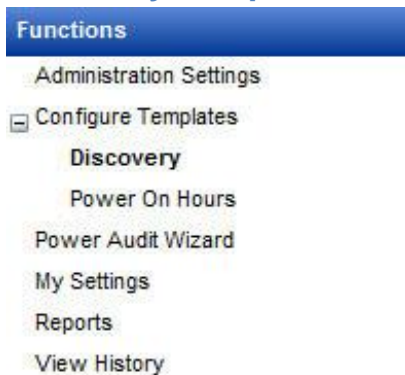 Functions
Administration Settings
Configure Templates
Discovery
Power On Hours
Power Audit Wizard
My Settings
Reports
View History